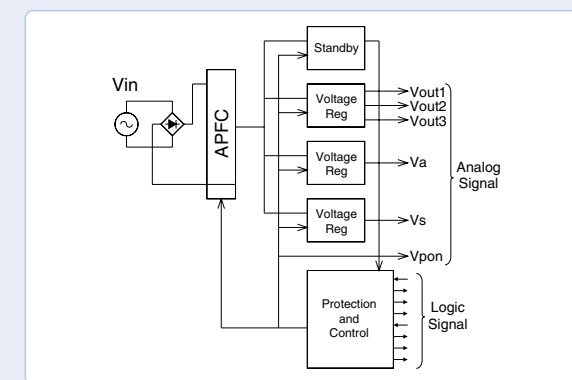 Vin
APFC
Standby
Voltage
Reg
Vout1
Vout2
Vout3
Voltage
Reg
Va
Analog
Signal
Voltage
Reg
Vs
Vpon
Protection
and
Control
Logic
Signal